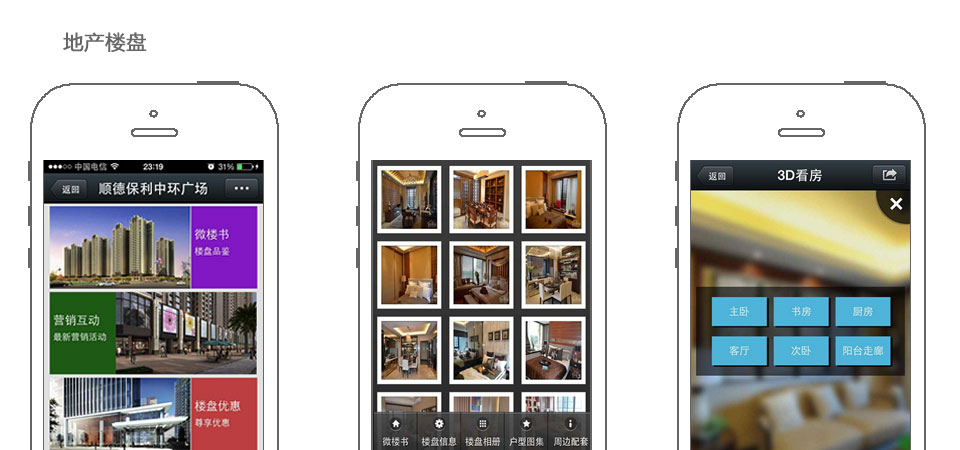 地产楼盘
中国电信 23:19 31%
返回 顺德保利中环广场
微楼书
楼盘品鉴
营销互动
最新营销活动
楼盘优惠
尊享优惠
微楼书 楼盘信息 楼盘相册 户型图集 周边配套
返回 3D看房
主卧 书房 厨房
客厅 次卧 阳台走廊